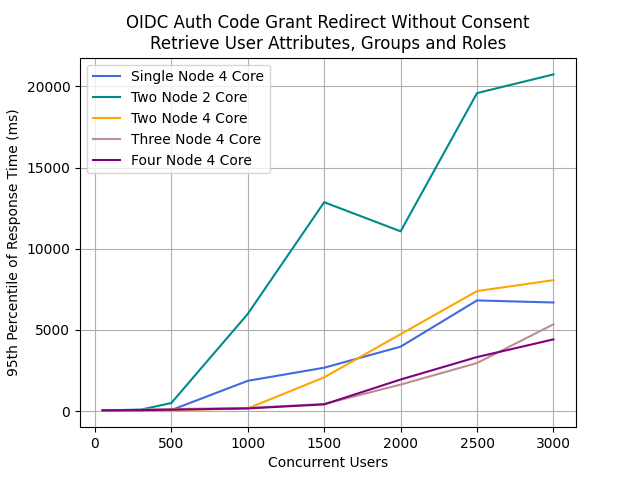 OIDC Auth Code Grant Redirect Without Consent
Retrieve User Attributes, Groups and Roles
Single Node 4 Core
Two Node 2 Core
Two Node 4 Core
Three Node 4 Core
Four Node 4 Core
95th Percentile of Response Time (ms)
20000
15000
10000
5000
0
0 500 1000 1500 2000 2500 3000
Concurrent Users